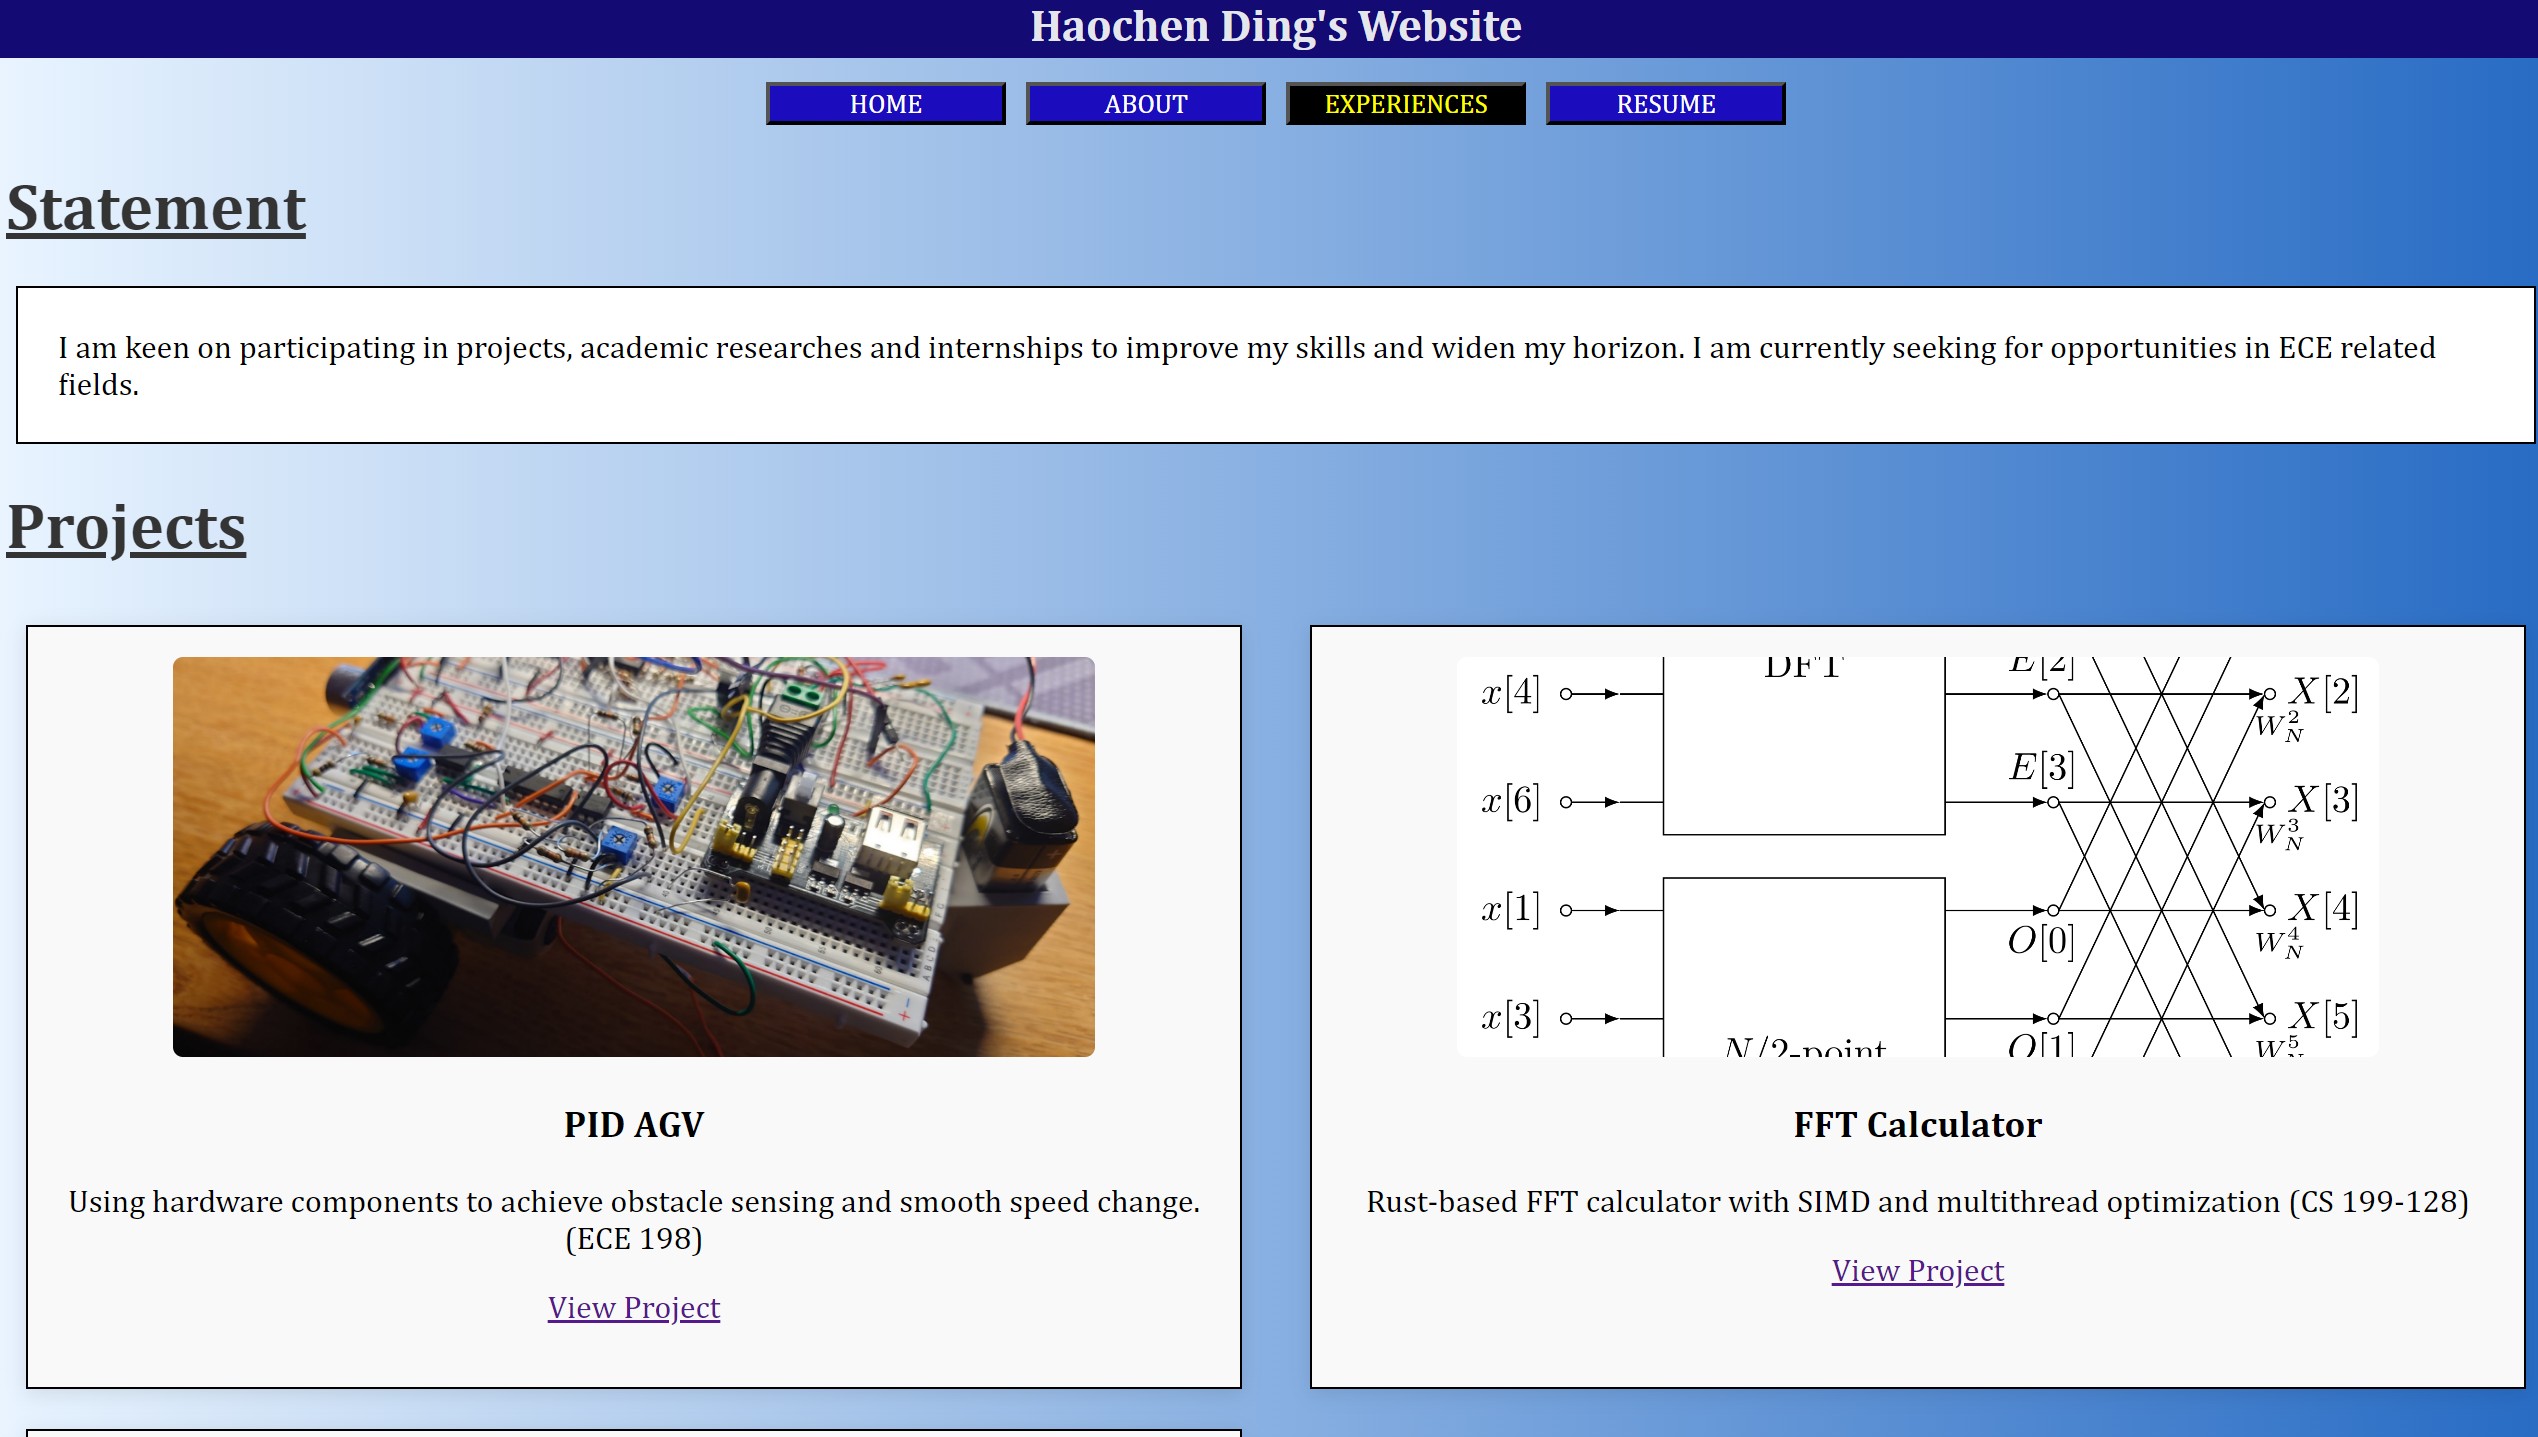 Haochen Ding's Website
HOME
ABOUT
EXPERIENCES
RESUME
Statement
I am keen on participating in projects, academic researches and internships to improve my skills and widen my horizon. I am currently seeking for opportunities in ECE related
fields.
Projects
PID AGV
Using hardware components to achieve obstacle sensing and smooth speed change.
(ECE 198)
View Project
DFT
E[2]
x[4]
X[2]
W_N^2
E[3]
x[6]
X[3]
W_N^3
x[1]
X[4]
O[0]
W_N^4
x[3]
X[5]
N/2-point
O[1]
W_N^5
FFT Calculator
Rust-based FFT calculator with SIMD and multithread optimization (CS 199-128)
View Project